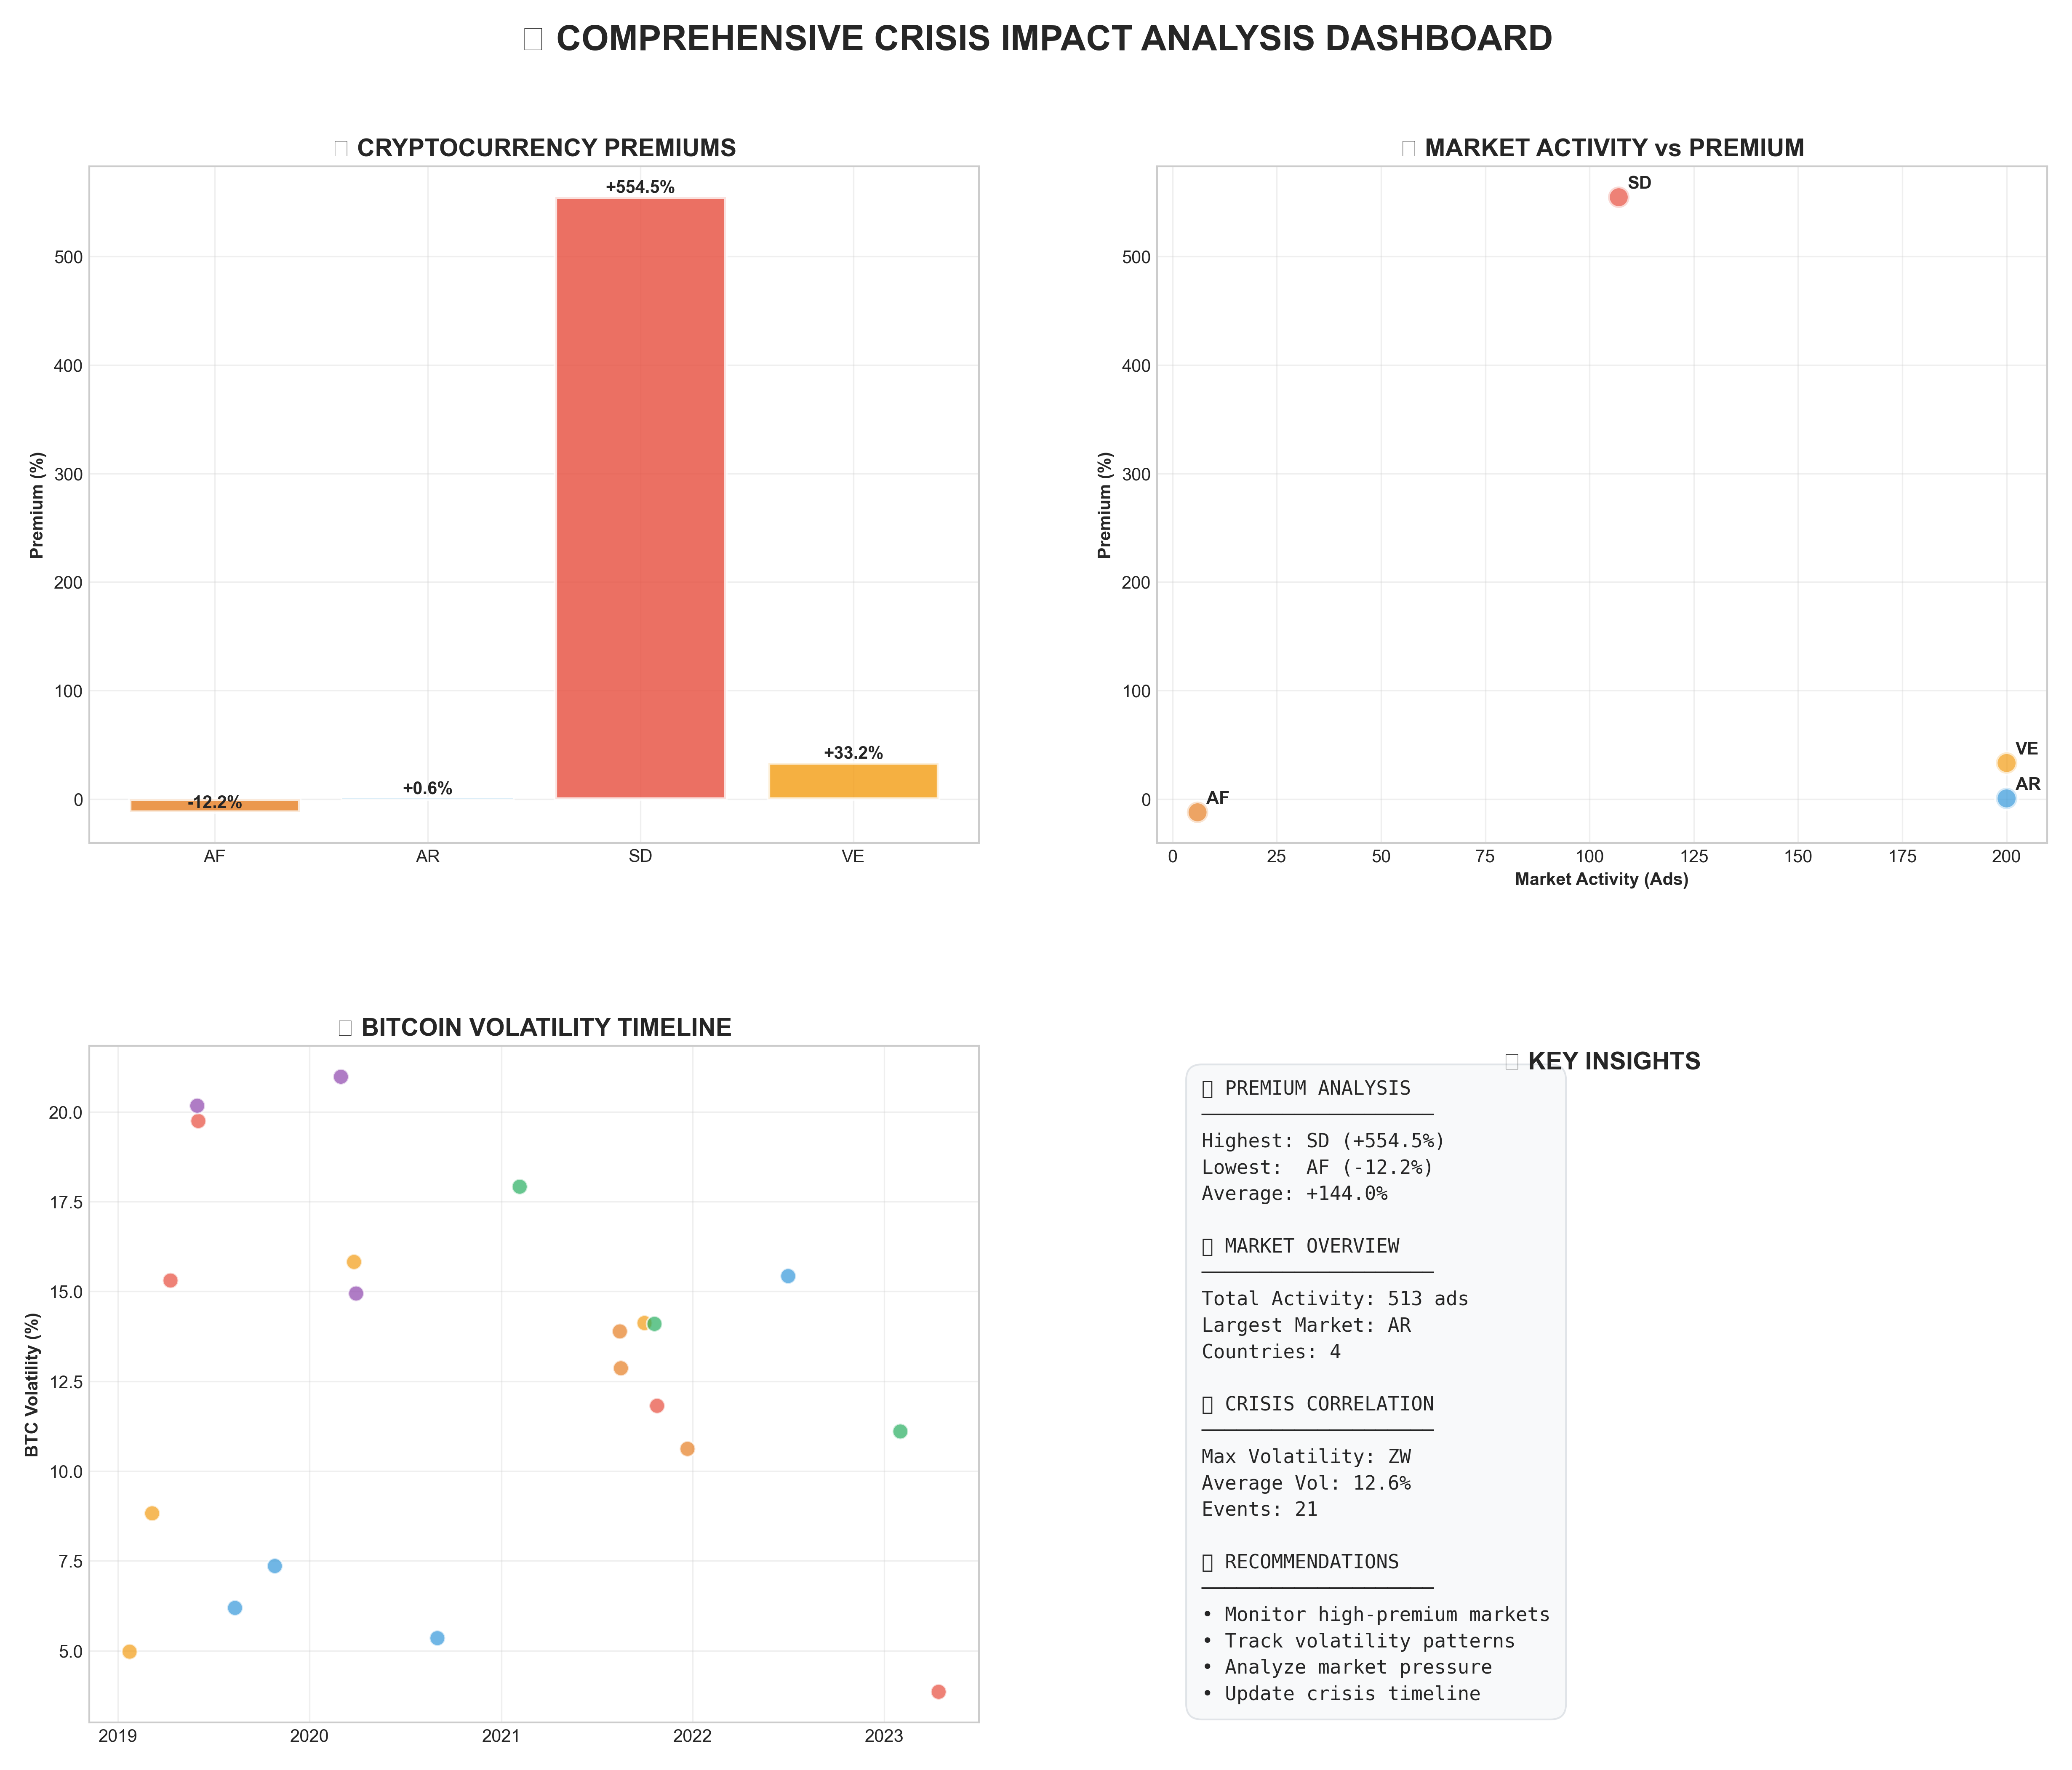 COMPREHENSIVE CRISIS IMPACT ANALYSIS DASHBOARD
CRYPTOCURRENCY PREMIUMS
Premium (%)
500
400
300
200
100
0
+554.5%
+33.2%
+0.6%
-12.2%
AF AR SD VE
MARKET ACTIVITY vs PREMIUM
Premium (%)
500
400
300
200
100
0
SD
VE
AR
AF
0 25 50 75 100 125 150 175 200
Market Activity (Ads)
BITCOIN VOLATILITY TIMELINE
BTC Volatility (%)
20.0
17.5
15.0
12.5
10.0
7.5
5.0
2019 2020 2021 2022 2023
KEY INSIGHTS
PREMIUM ANALYSIS
Highest: SD (+554.5%)
Lowest: AF (-12.2%)
Average: +144.0%
MARKET OVERVIEW
Total Activity: 513 ads
Largest Market: AR
Countries: 4
CRISIS CORRELATION
Max Volatility: ZW
Average Vol: 12.6%
Events: 21
RECOMMENDATIONS
• Monitor high-premium markets
• Track volatility patterns
• Analyze market pressure
• Update crisis timeline